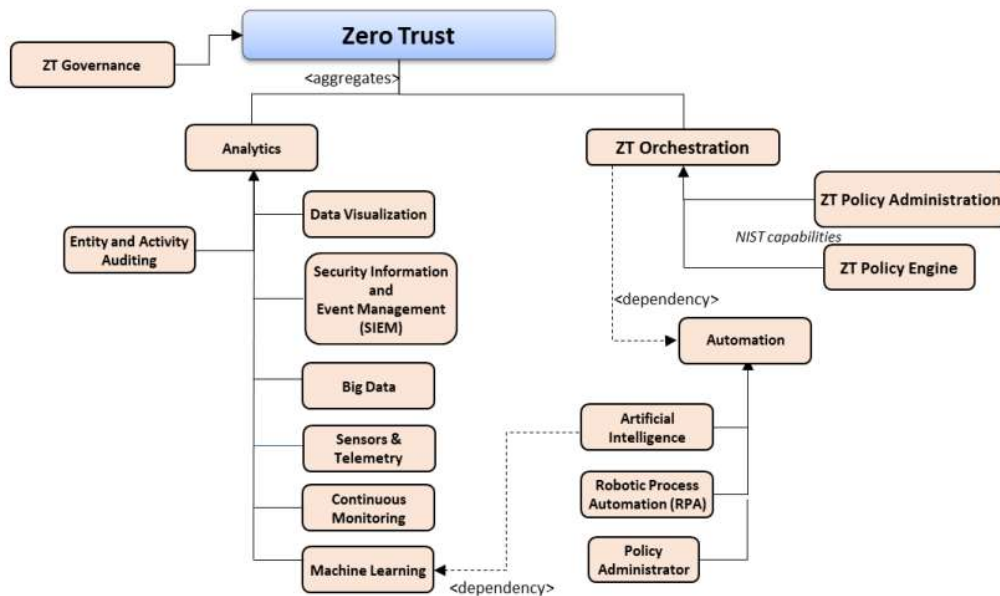 Zero Trust
ZT Governance
<aggregates>
Analytics
ZT Orchestration
Data Visualization
ZT Policy Administration
Entity and Activity
Auditing
NIST capabilities
Security Information
and
Event Management
(SIEM)
ZT Policy Engine
<dependency>
Automation
Big Data
Artificial
Intelligence
Sensors &
Telemetry
Robotic Process
Automation (RPA)
Continuous
Monitoring
Policy
Administrator
Machine Learning
<dependency>